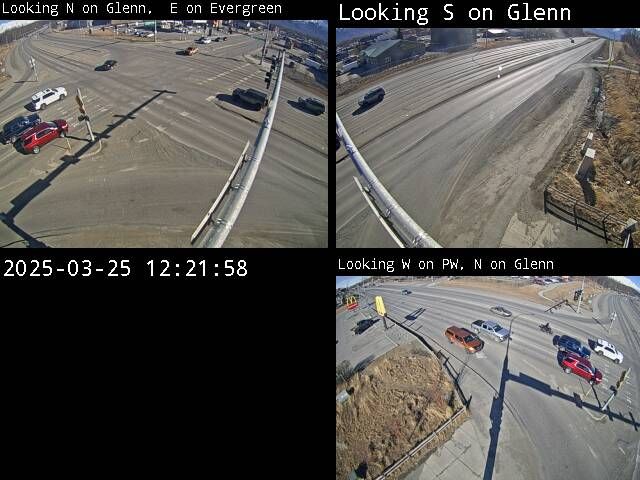 Looking N on Glenn,  E on Evergreen
Looking S on Glenn
2025-03-25 12:21:58
Looking W on PW, N on Glenn